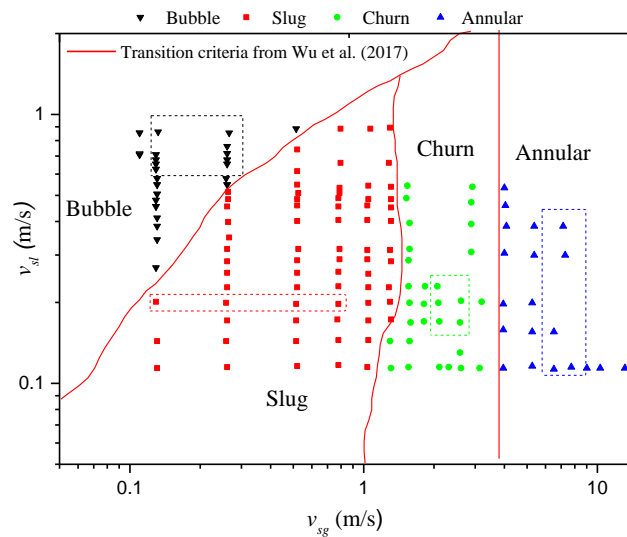 Bubble Slug Churn Annular
Transition criteria from Wu et al. (2017)
1
Churn Annular
Bubble
v_sl (m/s)
0.1
Slug
0.1 1 10
v_sg (m/s)